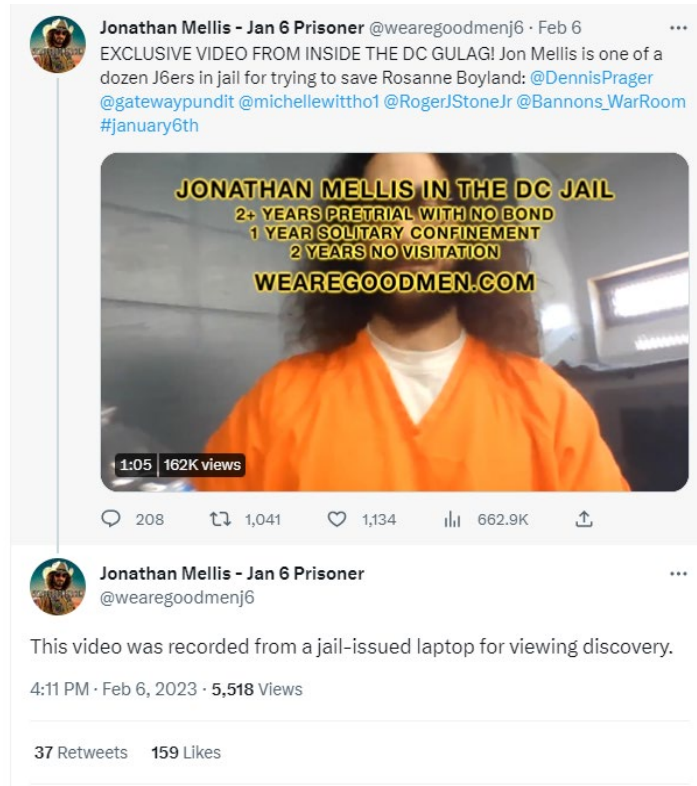 Jonathan Mellis - Jan 6 Prisoner @wearegoodmenj6 · Feb 6
EXCLUSIVE VIDEO FROM INSIDE THE DC GULAG! Jon Mellis is one of a
dozen J6ers in jail for trying to save Rosanne Boyland: @DennisPrager
@gatewaypundit @michellewittho1 @RogerJStoneJr @Bannons_WarRoom
#january6th
JONATHAN MELLIS IN THE DC JAIL
2+ YEARS PRETRIAL WITH NO BOND
1 YEAR SOLITARY CONFINEMENT
2 YEARS NO VISITATION
WEAREGOODMEN.COM
1:05 162K views
208 1,041 1,134 662.9K
Jonathan Mellis - Jan 6 Prisoner
@wearegoodmenj6
This video was recorded from a jail-issued laptop for viewing discovery.
4:11 PM · Feb 6, 2023 · 5,518 Views
37 Retweets 159 Likes